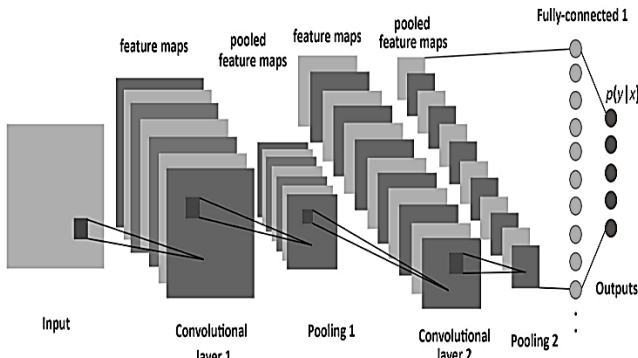 Fully-connected 1
feature maps
pooled
feature maps
feature maps
pooled
feature maps
p(y|x)
Input
Convolutional
layer 1
Pooling 1
Convolutional
layer 2
Pooling 2
Outputs